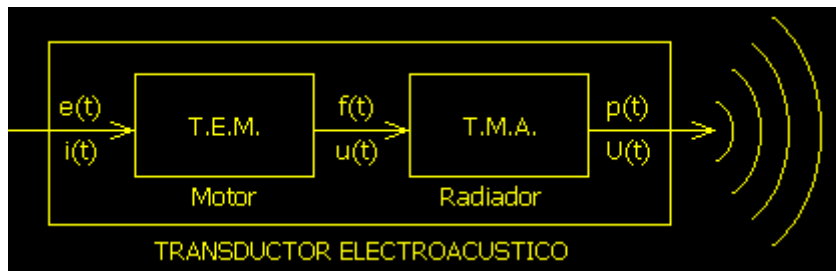 e(t)
i(t)
T.E.M.
Motor
f(t)
u(t)
T.M.A.
Radiador
p(t)
U(t)
TRANSDUCTOR ELECTROACUSTICO